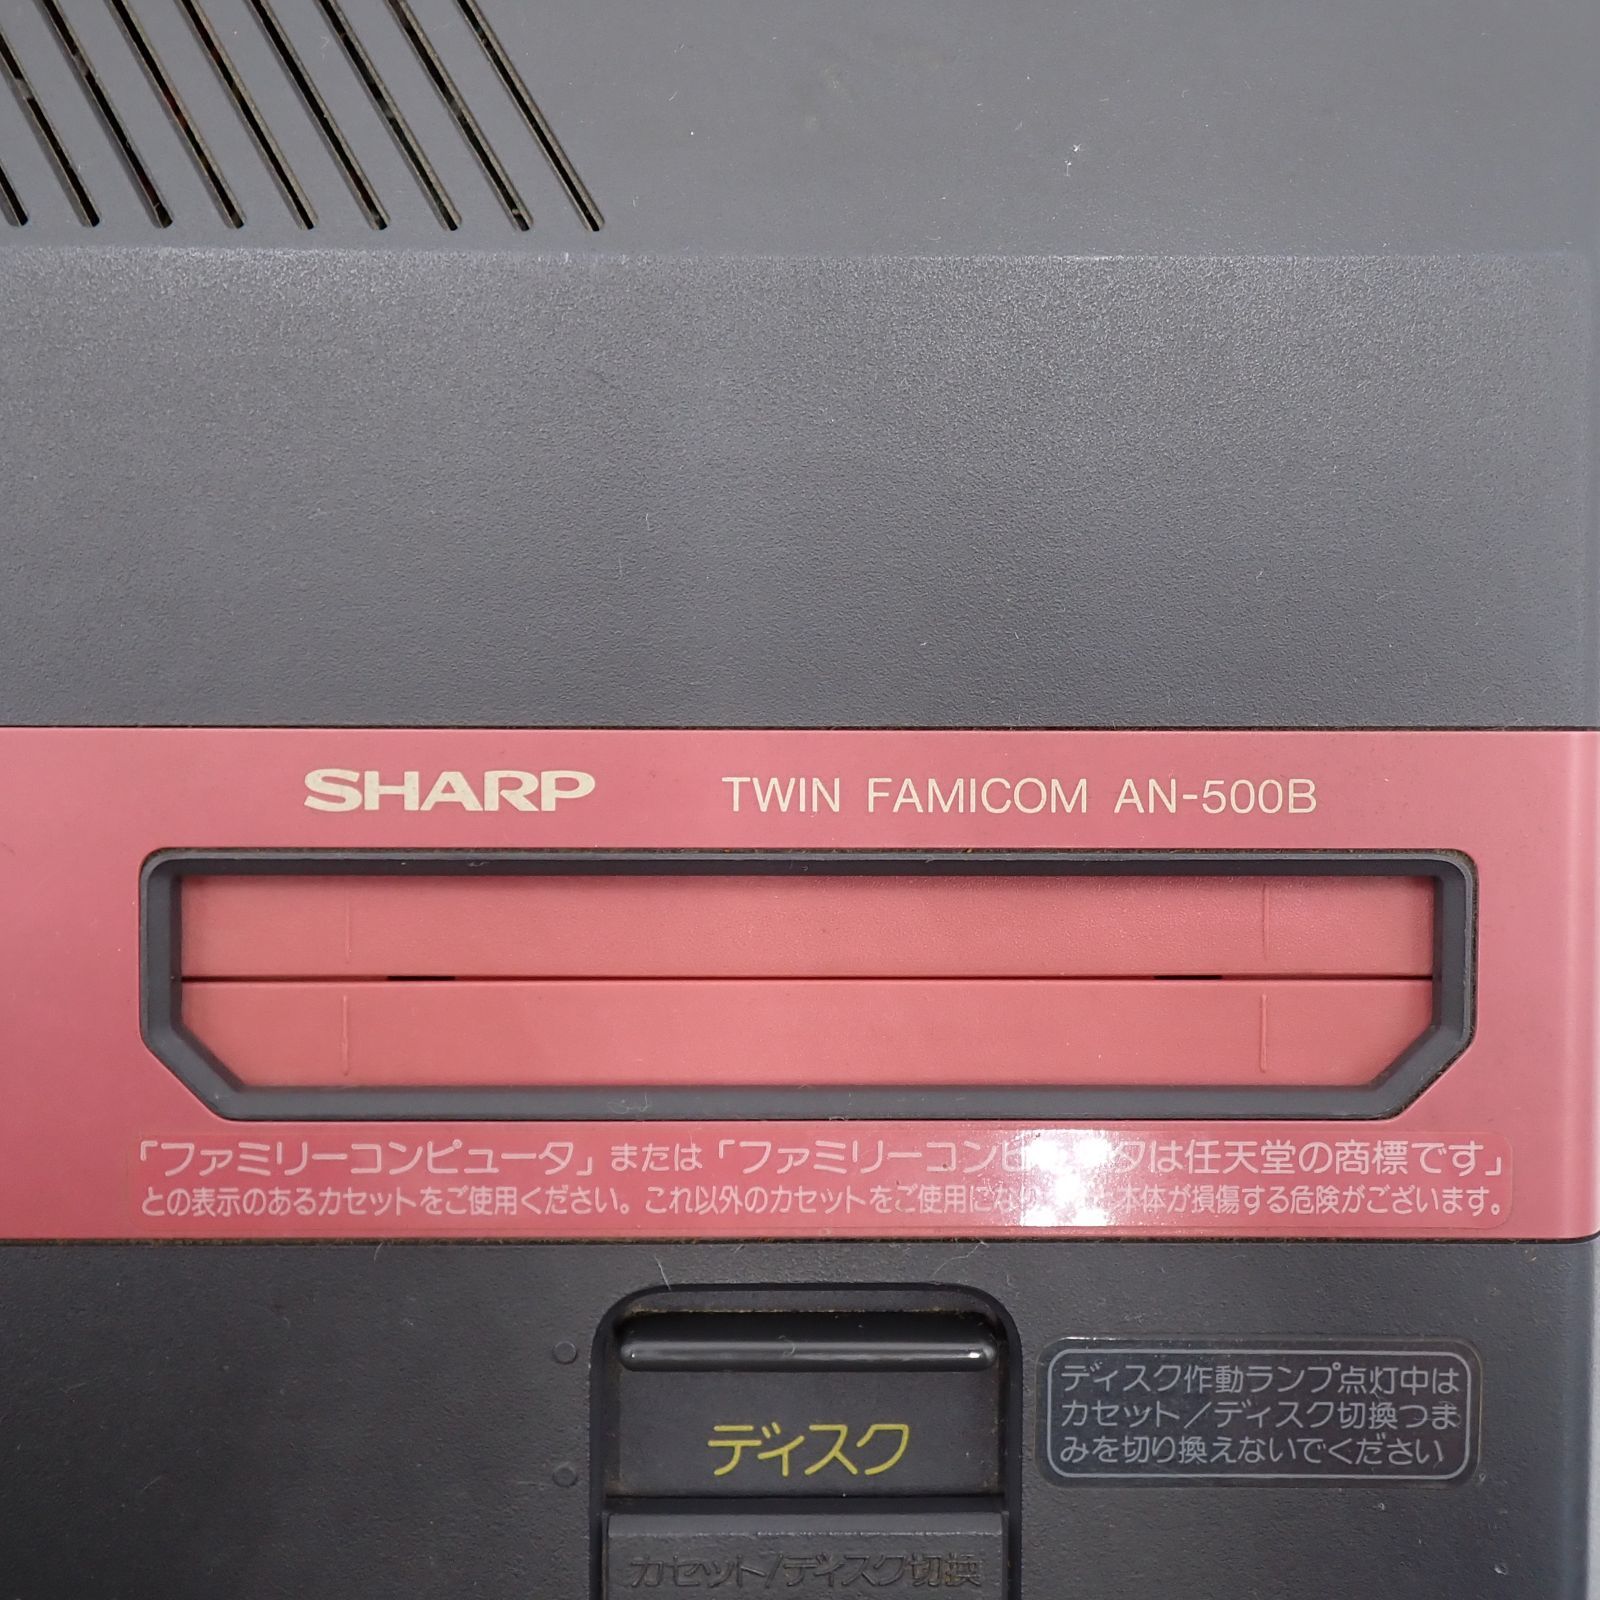 SHARP TWIN FAMICOM AN-500B
「ファミリーコンピュータ」または「ファミリーコンピュータは任天堂の商標です」
との表示のあるカセットをご使用ください。これ以外のカセットをご使用にな 本体が損傷する危険がございます。
ディスク作動ランプ点灯中は
カセット/ディスク切換つま
みを切り換えないでください
ディスク
カセット/ディスク切換